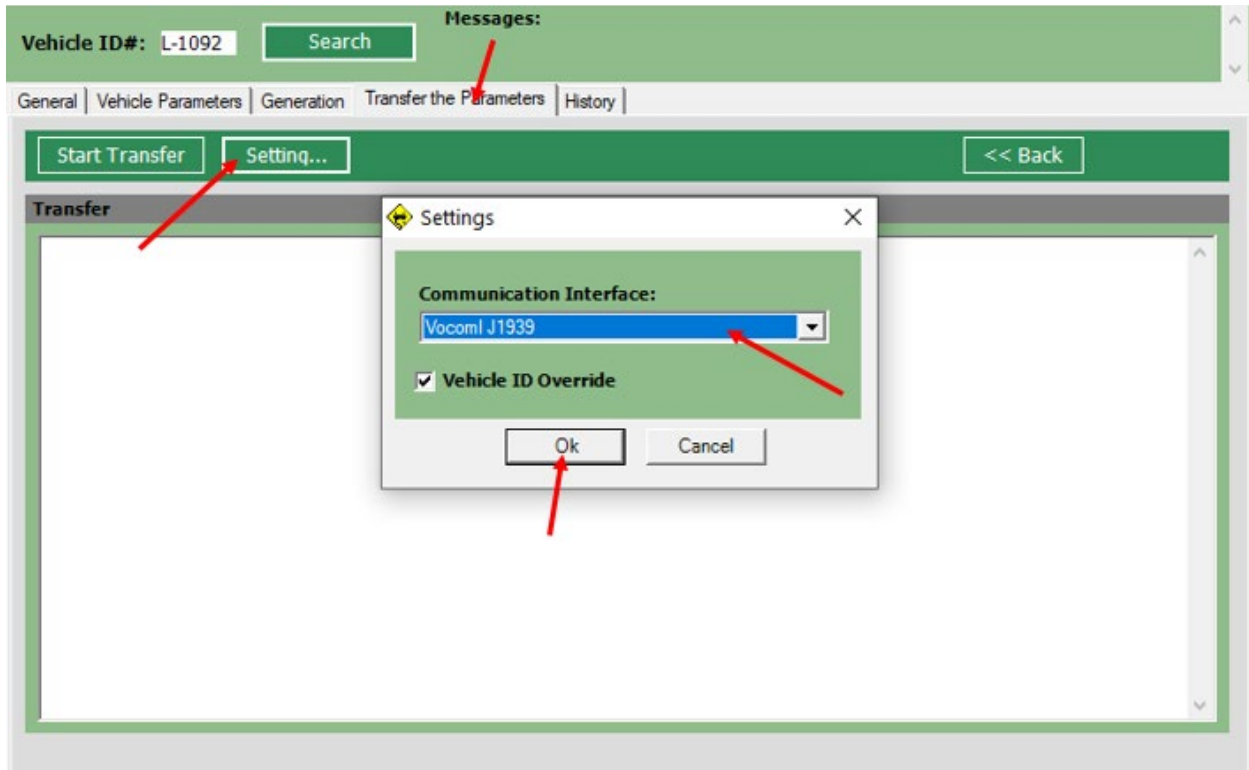 Messages:
Vehicle ID#: L-1092 Search
General Vehicle Parameters Generation Transfer the Parameters History
Start Transfer Setting... << Back
Transfer
Settings
Communication Interface:
VocomI J1939
Vehicle ID Override
Ok Cancel